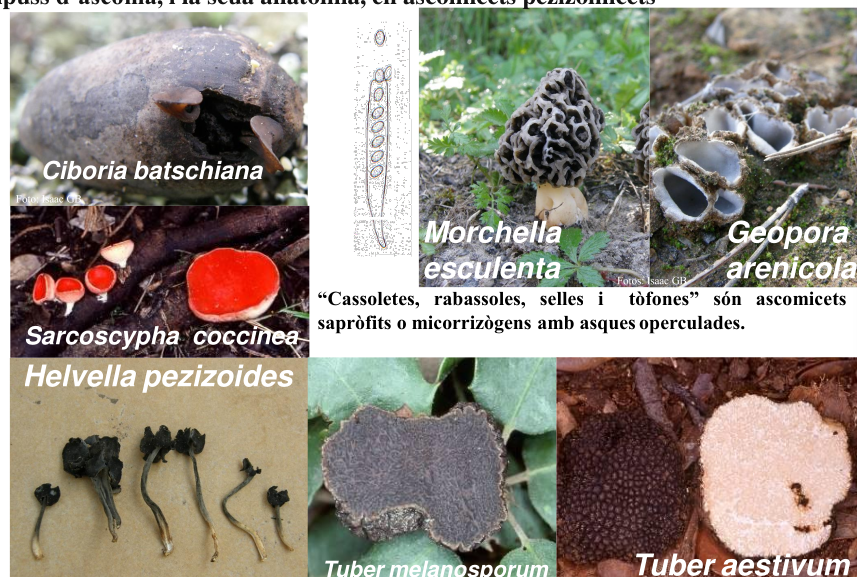 d'ascoma, i la seua anatomia, en ascomicets pezizomicets
Ciboria batschiana
Foto: Isaac GB
Morchella
esculenta
Fotos: Isaac GB
Geopora
arenicola
Sarcoscypha coccinea
“Cassoletes, rabassoles, selles i tòfones” són ascomicets
sapròfits o micorrizògens amb asques operculades.
Helvella pezizoides
Tuber melanosporum
Tuber aestivum